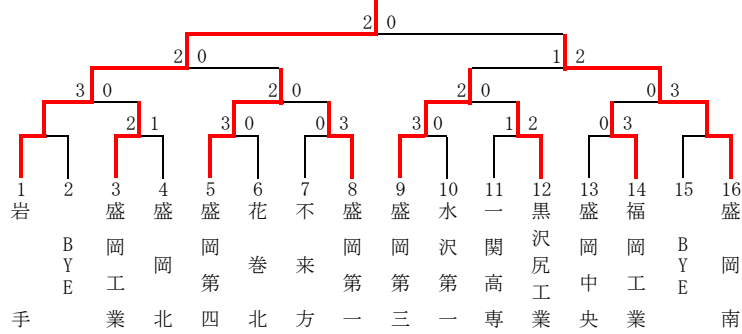 2 0
2 0 1 2
3 0 2 0 2 0 0 3
2 1 3 0 0 3 3 0 1 2 0 3
1 2 3 4 5 6 7 8 9 10 11 12 13 14 15 16
岩手
BYE
盛岡工業
盛岡北
盛岡第四
花巻北
不来方
盛岡第一
盛岡第三
水沢第一
一関高専
黒沢尻工業
盛岡中央
福岡工業
BYE
盛岡南